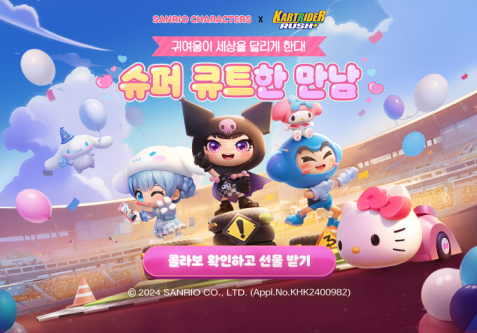 SANRIO CHARACTERS x KARTRIDER RUSH+
귀여움이 세상을 달리게 한다!
슈퍼 큐트한 만남
콜라보 확인하고 선물 받기
© 2024 SANRIO CO., LTD. (Appl.No.KHK2400982)